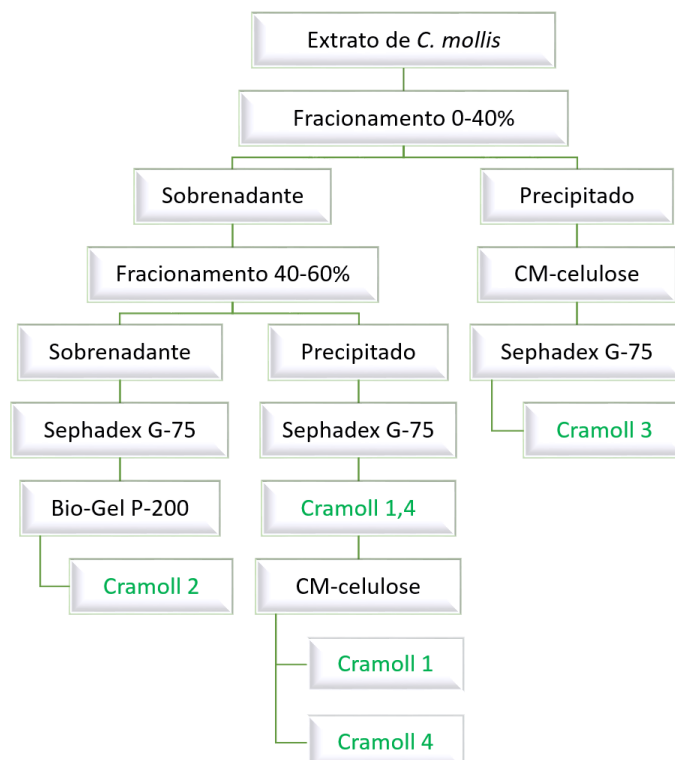 Extrato de C. mollis
Fracionamento 0-40%
Sobrenadante
Precipitado
Fracionamento 40-60%
CM-celulose
Sobrenadante
Precipitado
Sephadex G-75
Sephadex G-75
Sephadex G-75
Cramoll 3
Bio-Gel P-200
Cramoll 1,4
Cramoll 2
CM-celulose
Cramoll 1
Cramoll 4